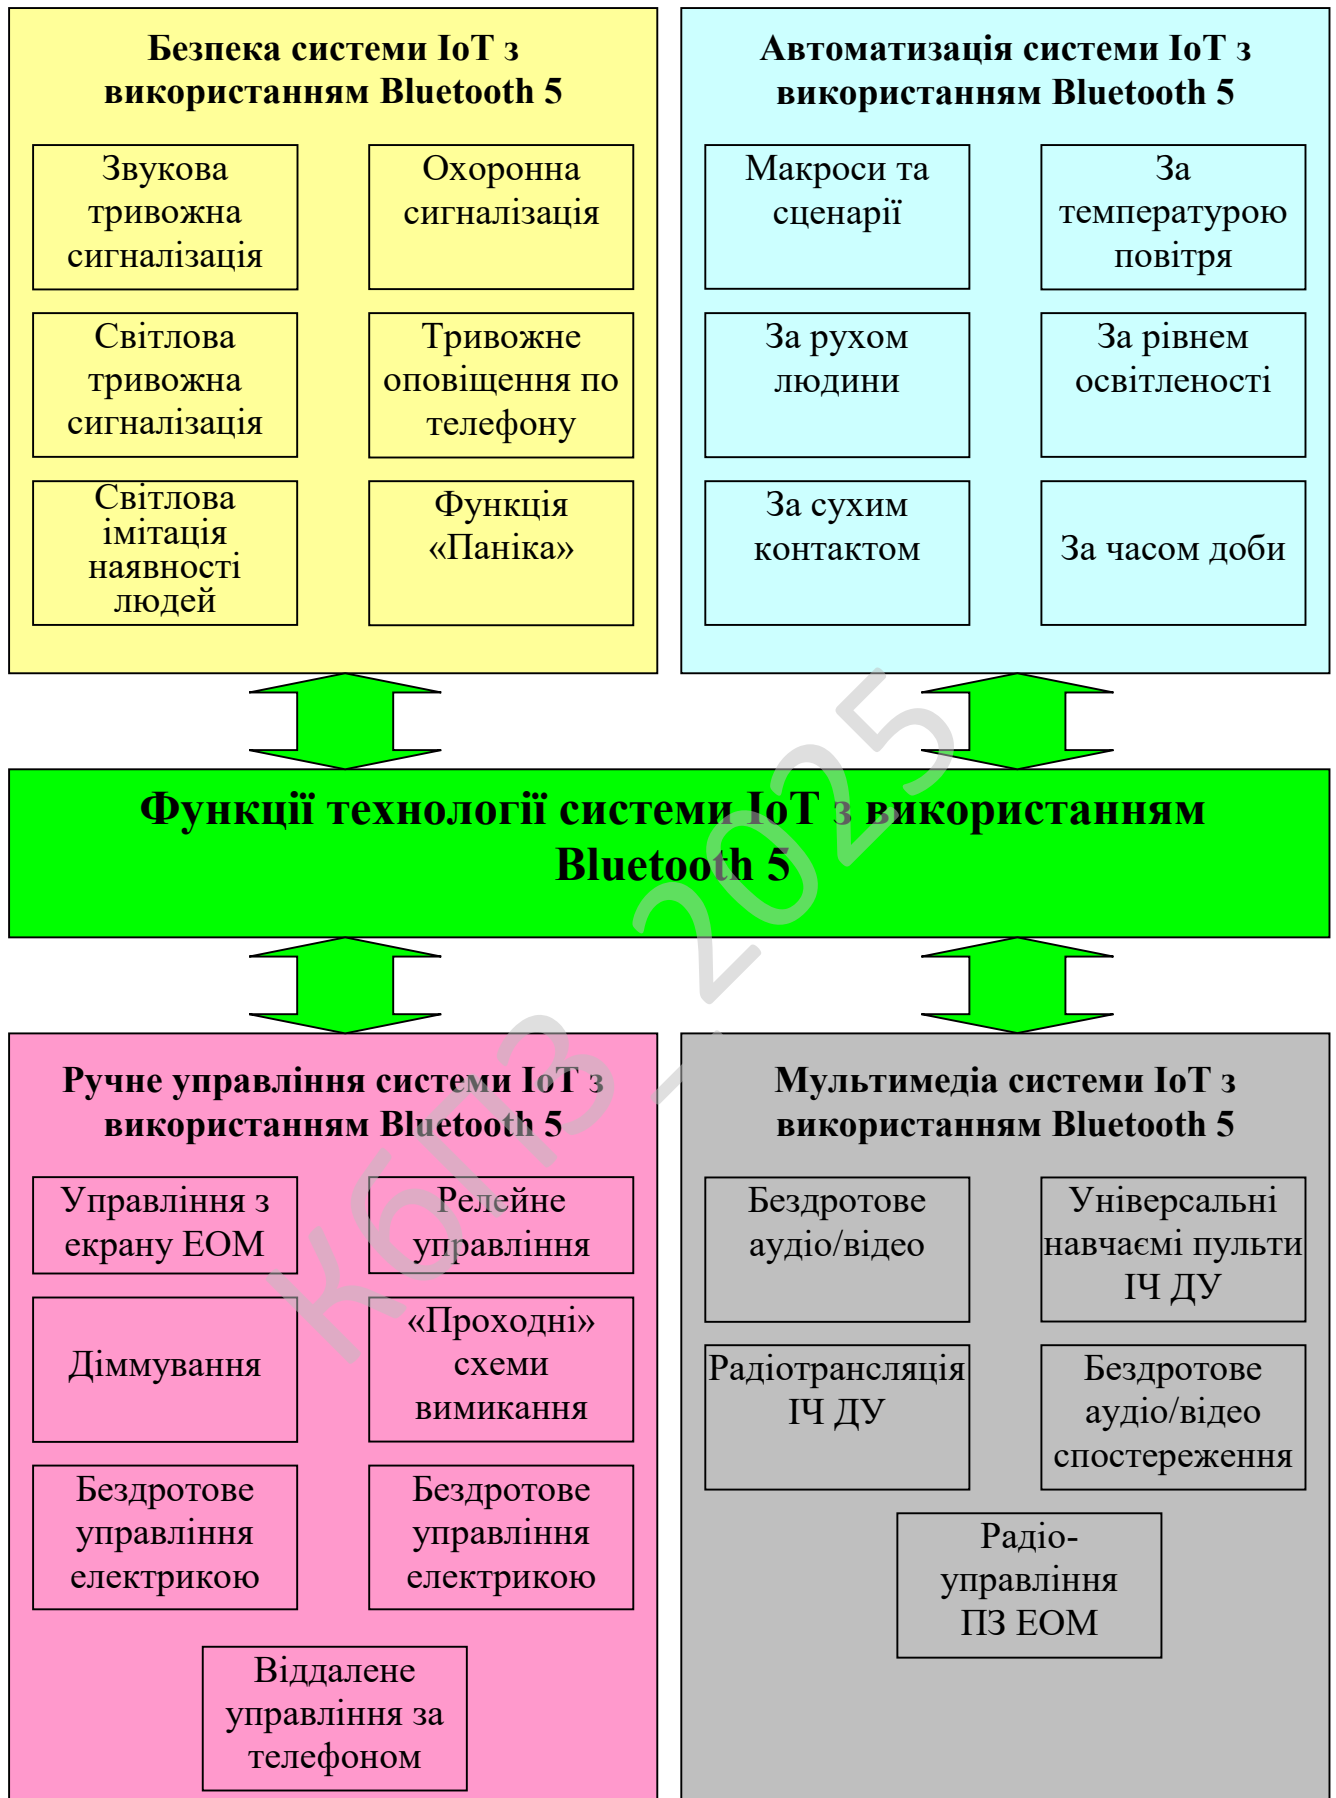 Безпека системи IoT з
використанням Bluetooth 5
Звукова
тривожна
сигналізація
Охоронна
сигналізація
Світлова
тривожна
сигналізація
Тривожне
оповіщення по
телефону
Світлова
імітація
наявності
людей
Функція
«Паніка»
Автоматизація системи IoT з
використанням Bluetooth 5
Макроси та
сценарії
За
температурою
повітря
За рухом
людини
За рівнем
освітленості
За сухим
контактом
За часом доби
Функції технології системи IoT з використанням
Bluetooth 5
Ручне управління системи IoT з
використанням Bluetooth 5
Управління з
екрану ЕОМ
Релейне
управління
Діммування
«Проходні»
схеми
вимикання
Бездротове
управління
електрикою
Бездротове
управління
електрикою
Віддалене
управління за
телефоном
Мультимедіа системи IoT з
використанням Bluetooth 5
Бездротове
аудіо/відео
Універсальні
навчаємі пульти
ІЧ ДУ
Радіотрансляція
ІЧ ДУ
Бездротове
аудіо/відео
спостереження
Радіо-
управління
ПЗ ЕОМ
КбПЗ_2025